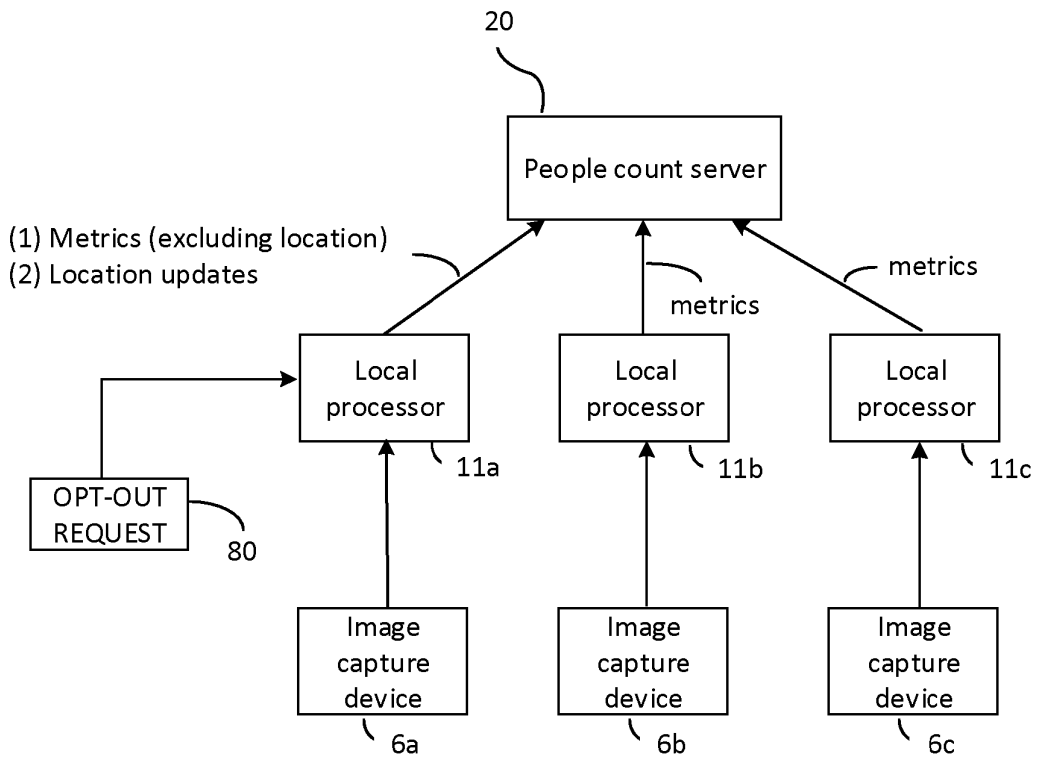 20
People count server
(1) Metrics (excluding location)
(2) Location updates
metrics
metrics
Local
processor
Local
processor
Local
processor
11a
11b
11c
OPT-OUT
REQUEST
80
Image
capture
device
Image
capture
device
Image
capture
device
6a
6b
6c